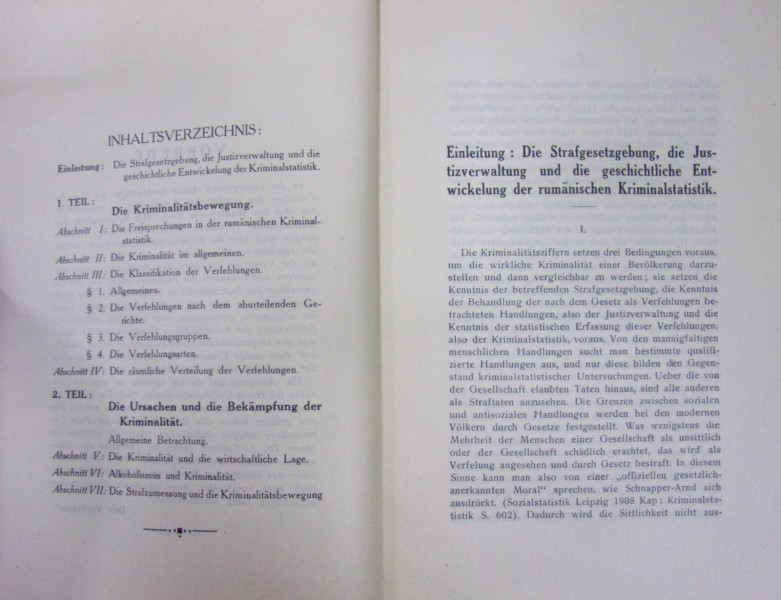 INHALTSVERZEICHNIS:
Einleitung: Die Strafgesetzgebung, die Justizverwaltung und die
geschichtliche Entwickelung der Kriminalstatistik.
1. TEIL:
Die Kriminalitätsbewegung.
Abschnitt I: Die Freisprechungen in der rumänischen Kriminal-
statistik.
Abschnitt II: Die Kriminalität im allgemeinen.
Abschnitt III: Die Klassifikation der Verfehlungen.
§ 1. Allgemeines.
§ 2. Die Verfehlungen nach dem aburteilenden Ge-
richte.
§ 3. Die Verfehlungsgruppen.
§ 4. Die Verfehlungsarten.
Abschnitt IV: Die räumliche Verteilung der Verfehlungen.
2. TEIL:
Die Ursachen und die Bekämpfung der
Kriminalität.
Allgemeine Betrachtung.
Abschnitt V: Die Kriminalität und die wirtschaftliche Lage.
Abschnitt VI: Alkoholismus und Kriminalität.
Abschnitt VII: Die Strafzumessung und die Kriminalitätsbewegung
Einleitung : Die Strafgesetzgebung, die Jus-
tizverwaltung und die geschichtliche Ent-
wickelung der rumänischen Kriminalstatistik.
I.
Die Kriminalitätsziffern setzen drei Bedingungen voraus,
um die wirkliche Kriminalität einer Bevölkerung darzu-
stellen und dann vergleichbar zu werden; sie setzen die
Kenntnis der betreffenden Strafgesetzgebung, die Kenntnis
der Behandlung der nach dem Gesetz als Verfehlungen be-
trachteten Handlungen, also der Justizverwaltung und die
Kenntnis der statistischen Erfassung dieser Verfehlungen,
also der Kriminalstatistik, voraus. Von den mannigfaltigen
menschlichen Handlungen sucht man bestimmte qualifi-
zierte Handlungen aus, und nur diese bilden den Gegen-
stand kriminalstatistischer Untersuchungen. Ueber die von
der Gesellschaft elaubten Taten hinaus, sind alle anderen
als Straftaten anzusehen. Die Grenzen zwischen sozialen
und antisozialen Handlungen werden bei den modernen
Völkern durch Gesetze festgestellt. Was wenigstens die
Mehrheit der Menschen einer Gesellschaft als unsittlich
oder der Gesellschaft schädlich erachtet, das wird als
Verfelung angesehen und durch Gesetz bestraft. In diesem
Sinne kann man also von einer „offiziellen gesetzlich-
anerkannten Moral“ sprechen, wie Schnapper-Arnd sich
ausdrückt. (Sozialstatistik Leipzig 1908 Kap: Kriminalsta-
tistik S. 602). Dadurch wird die Sittlichkeit nicht aus-